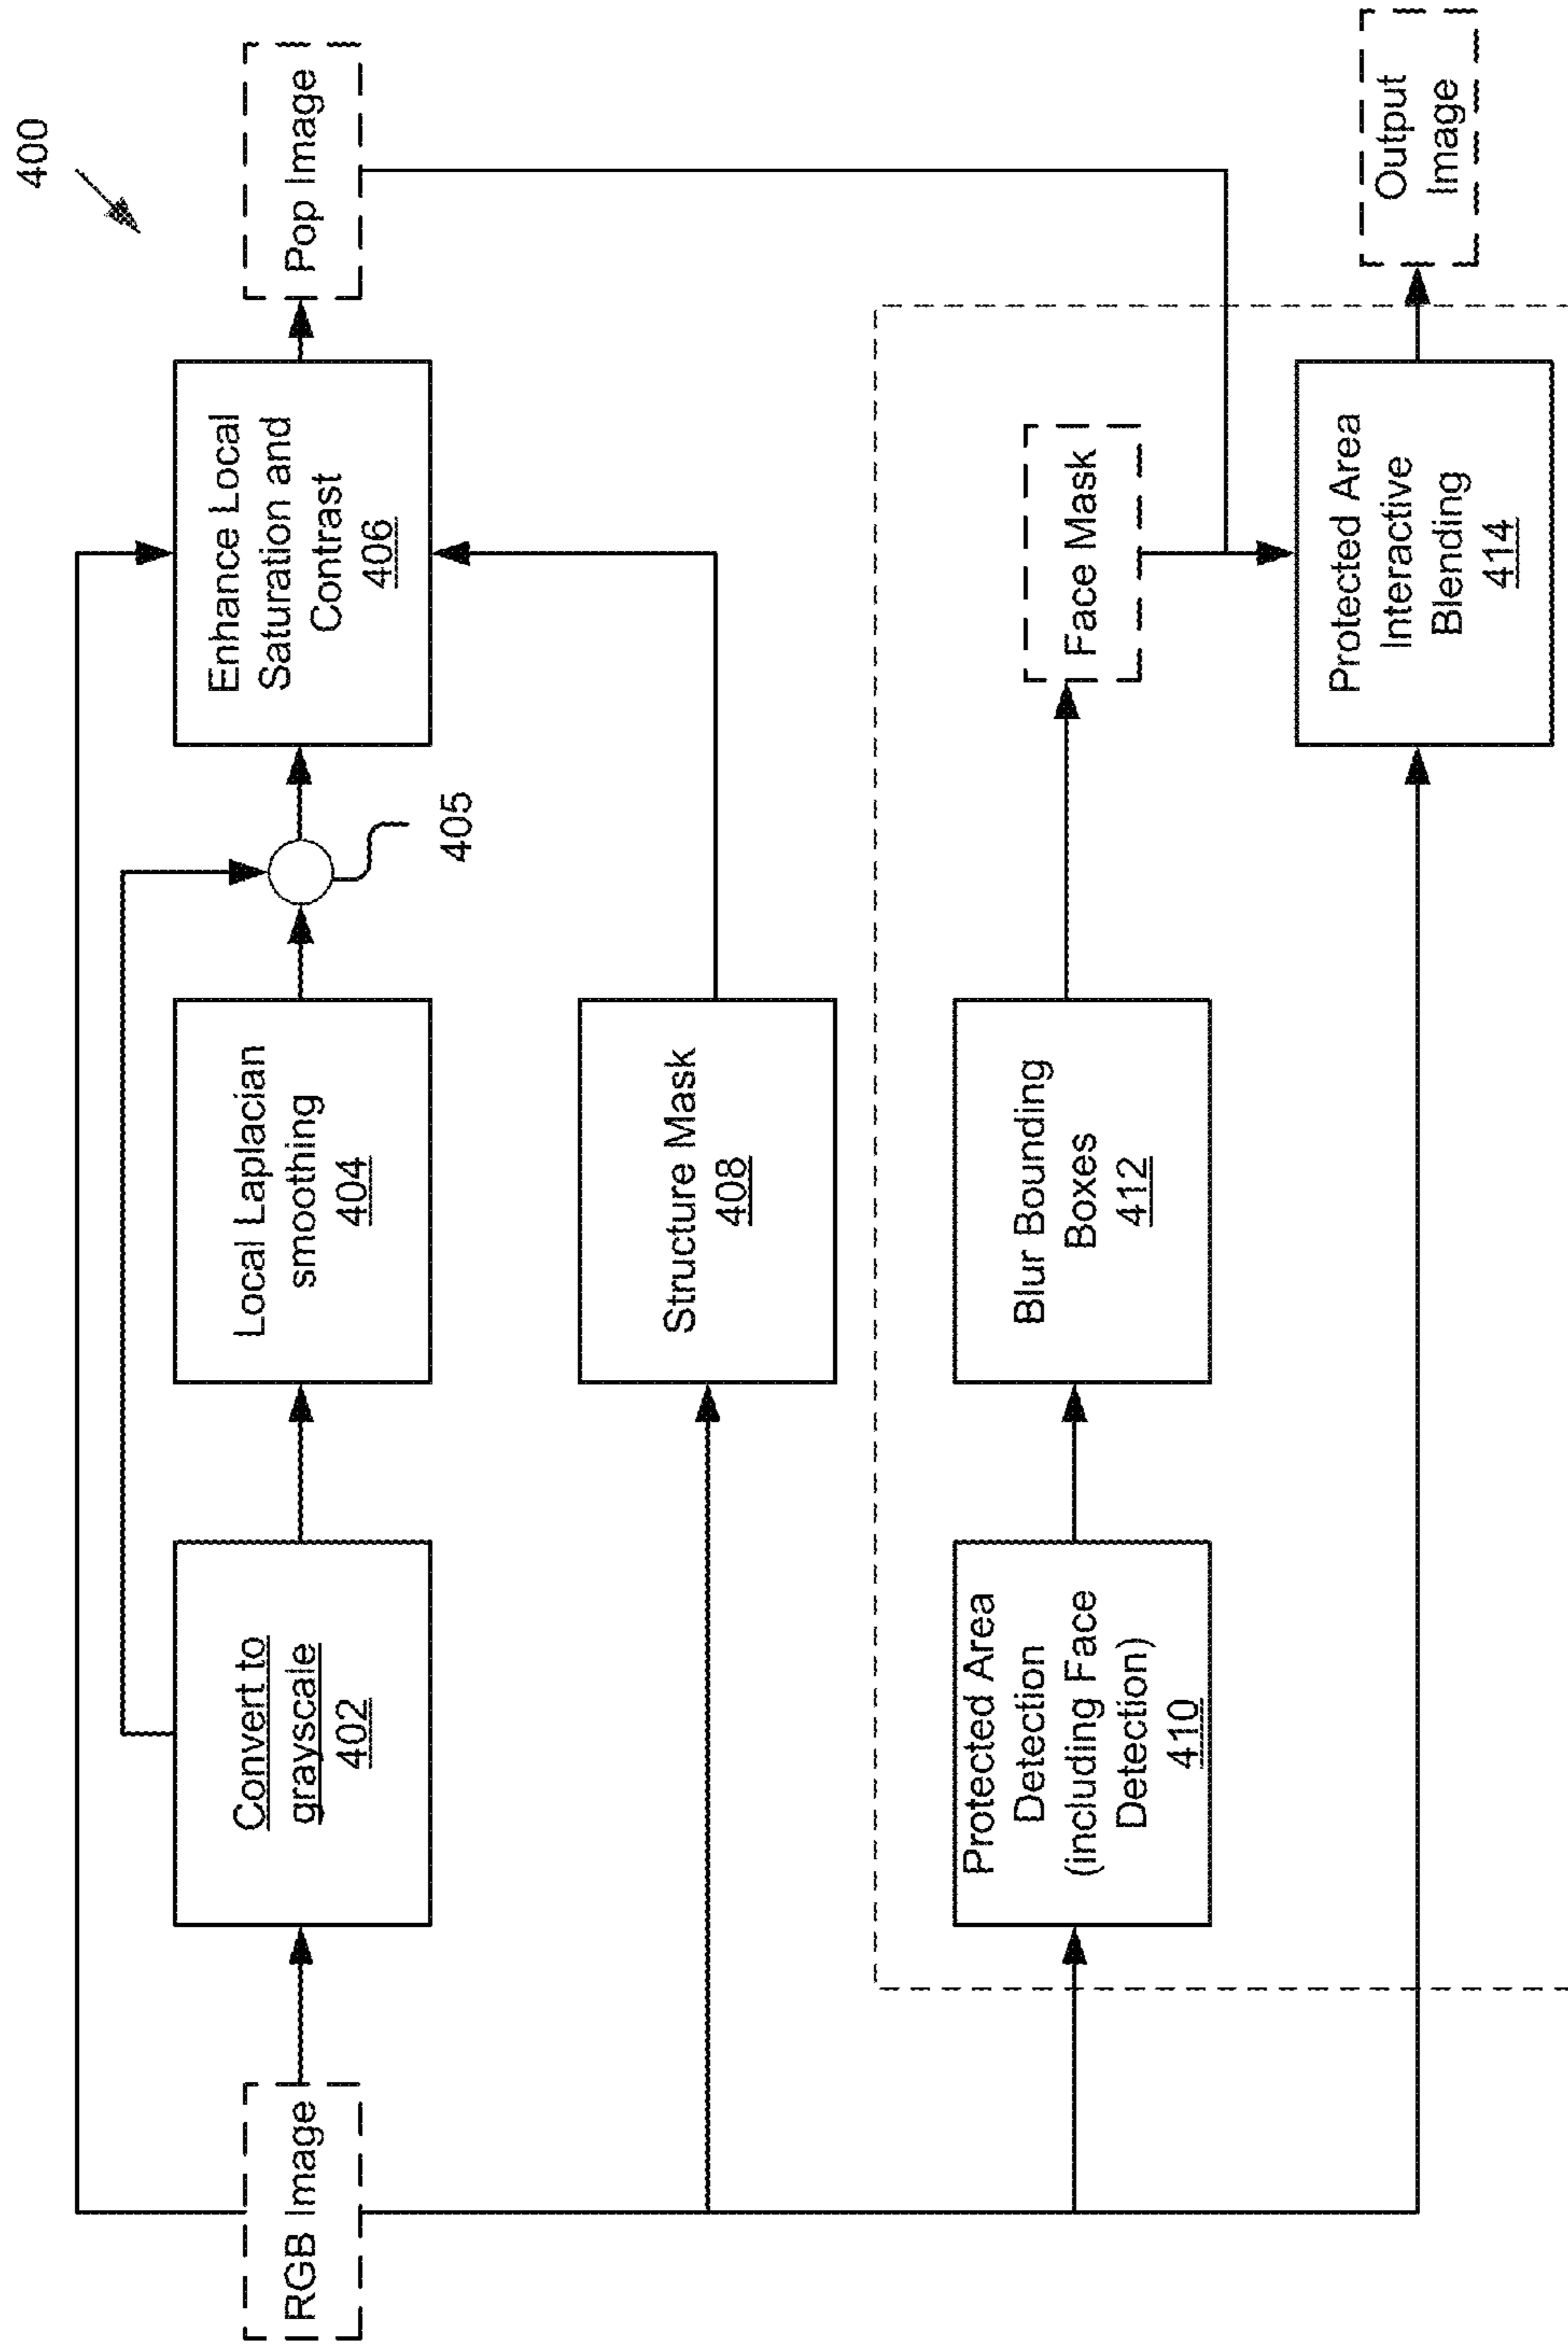 400
RGB Image
Convert to
grayscale
402
Local Laplacian
smoothing
404
405
Enhance Local
Saturation and
Contrast
406
Pop Image
Structure Mask
408
Protected Area
Detection
(including Face
Detection)
410
Blur Bounding
Boxes
412
Face Mask
Protected Area
Interactive
Blending
414
Output
Image